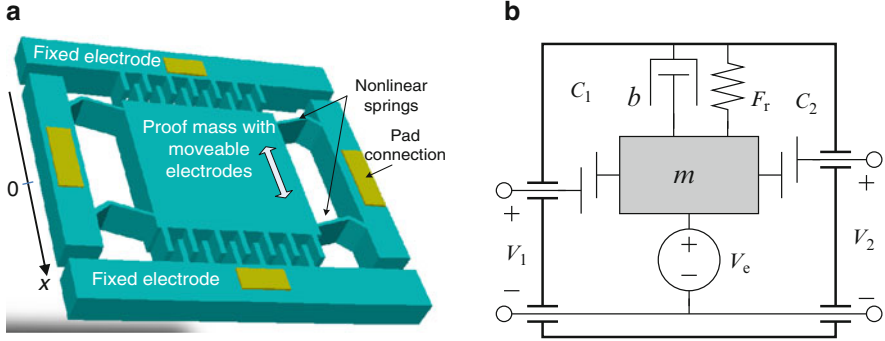 a
Fixed electrode
Nonlinear
springs
Proof mass with
moveable
electrodes
Pad
connection
0
x
Fixed electrode
b
C₁
b
Fᵣ
C₂
m
+
V₁
−
+
−
Vₑ
+
V₂
−